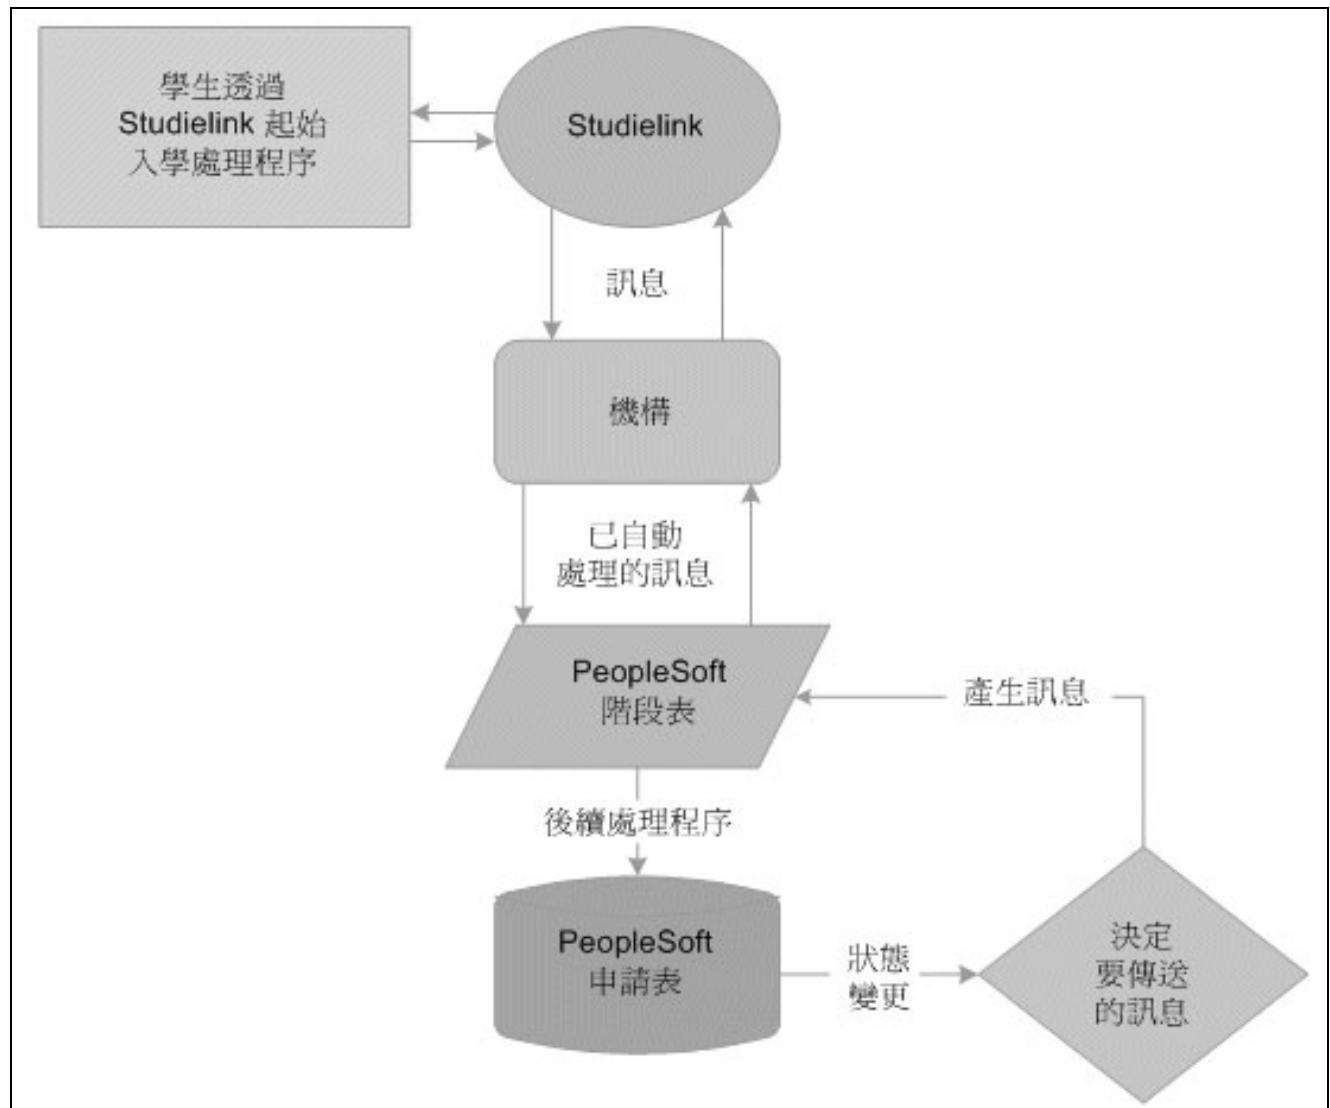 學生透過
Studielink 起始
入學處理程序
Studielink
訊息
機構
已自動
處理的訊息
PeopleSoft
階段表
產生訊息
後續處理程序
PeopleSoft
申請表
狀態
變更
決定
要傳送
的訊息